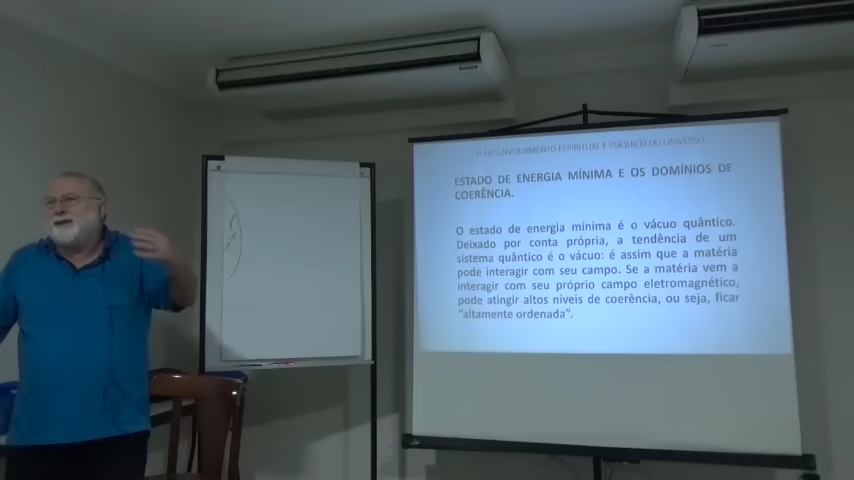 O DESENVOLVIMENTO ESPIRITUAL E PSÍQUICO DO UNIVERSO
ESTADO DE ENERGIA MÍNIMA E OS DOMÍNIOS DE
COERÊNCIA.
O estado de energia mínima é o vácuo quântico.
Deixado por conta própria, a tendência de um
sistema quântico é o vácuo: é assim que a matéria
pode interagir com seu campo. Se a matéria vem a
interagir com seu próprio campo eletromagnético,
pode atingir altos níveis de coerência, ou seja, ficar
"altamente ordenada".